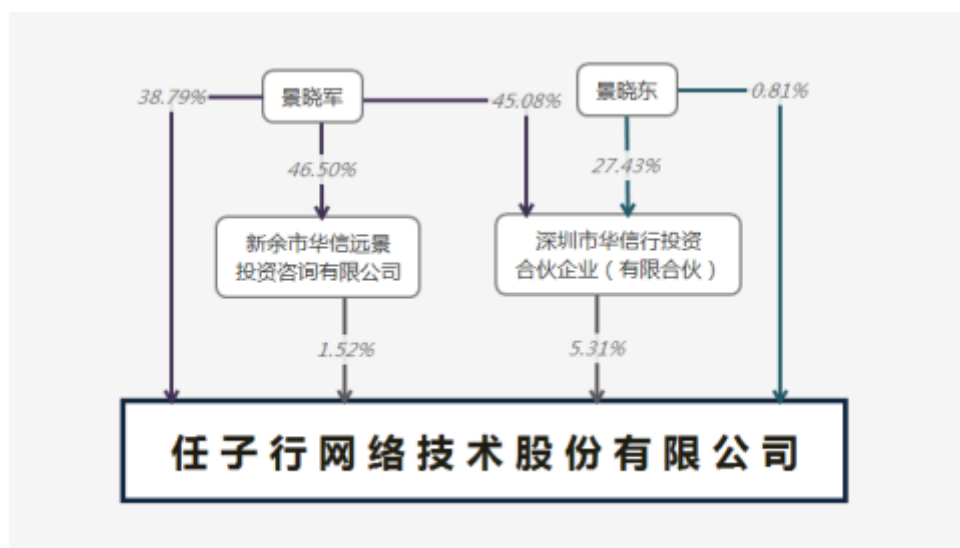 景晓军
景晓东
38.79%
45.08%
0.81%
46.50%
27.43%
新余市华信远景
投资咨询有限公司
深圳市华信行投资
合伙企业（有限合伙）
1.52%
5.31%
任子行网络技术股份有限公司